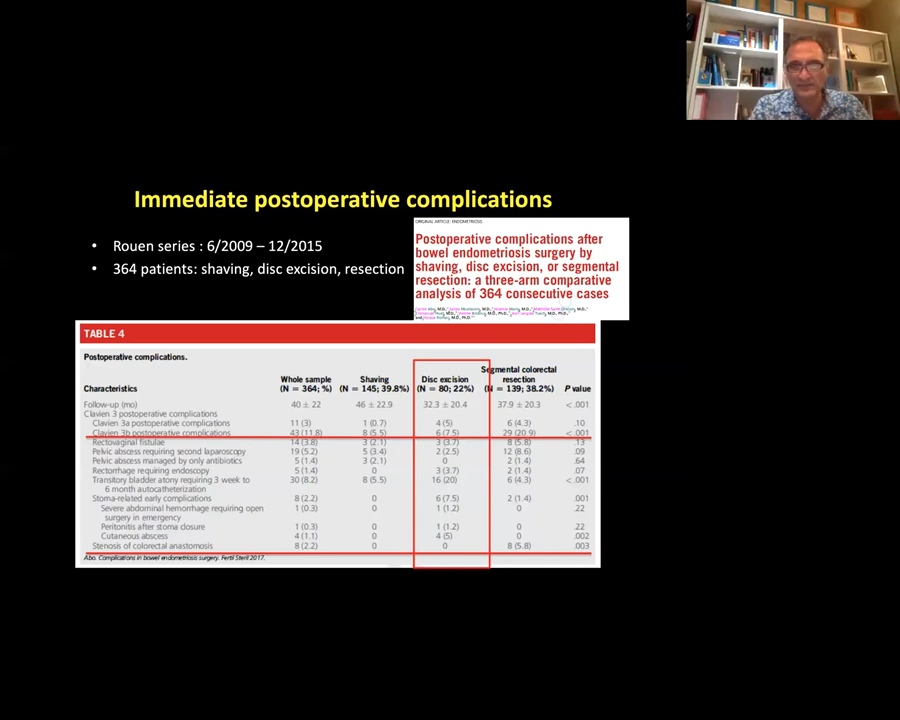 Immediate postoperative complications
• Rouen series : 6/2009 – 12/2015
• 364 patients: shaving, disc excision, resection
ORIGINAL ARTICLE: ENDOMETRIOSIS
Postoperative complications after
bowel endometriosis surgery by
shaving, disc excision, or segmental
resection: a three-arm comparative
analysis of 364 consecutive cases
TABLE 4
Postoperative complications.
Characteristics Whole sample (N = 364; %) Shaving (N = 145; 39.8%) Disc excision (N = 80; 22%) Segmental colorectal resection (N = 139; 38.2%) P value
Follow-up (mo) 40 ± 22 46 ± 22.9 32.3 ± 20.4 37.9 ± 20.3 < .001
Clavien 3 postoperative complications
Clavien 3a postoperative complications 11 (3) 1 (0.7) 4 (5) 6 (4.3) .10
Clavien 3b postoperative complications 43 (11.8) 8 (5.5) 6 (7.5) 29 (20.9) < .001
Rectovaginal fistulae 14 (3.8) 3 (2.1) 3 (3.7) 8 (5.8) .13
Pelvic abscess requiring second laparoscopy 19 (5.2) 5 (3.4) 2 (2.5) 12 (8.6) .09
Pelvic abscess managed by only antibiotics 5 (1.4) 3 (2.1) 0 2 (1.4) .64
Rectorrhage requiring endoscopy 5 (1.4) 0 3 (3.7) 2 (1.4) .07
Transitory bladder atony requiring 3 week to 30 (8.2) 8 (5.5) 16 (20) 6 (4.3) < .001
6 month autocatheterization
Stoma-related early complications 8 (2.2) 0 6 (7.5) 2 (1.4) .001
Severe abdominal hemorrhage requiring open 1 (0.3) 0 1 (1.2) 0 .22
surgery in emergency
Peritonitis after stoma closure 1 (0.3) 0 1 (1.2) 0 .22
Cutaneous abscess 4 (1.1) 0 4 (5) 0 .002
Stenosis of colorectal anastomosis 8 (2.2) 0 0 8 (5.8) .003
Abo. Complications in bowel endometriosis surgery. Fertil Steril 2017.